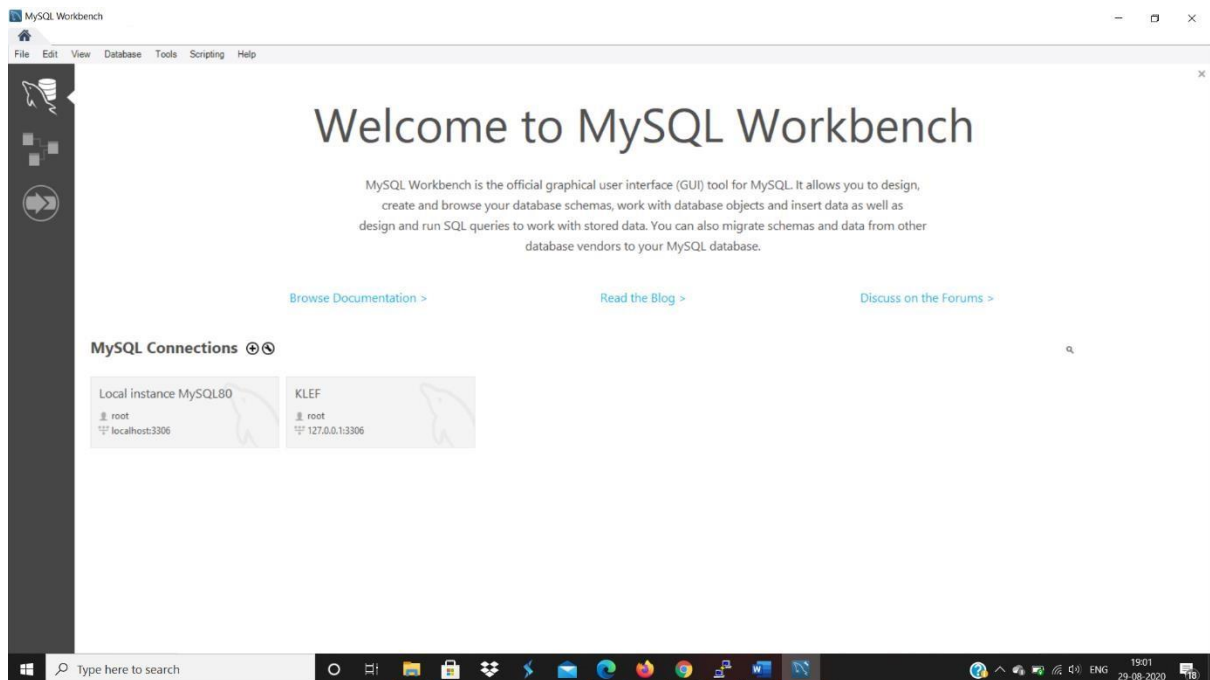 MySQL Workbench
File Edit View Database Tools Scripting Help
Welcome to MySQL Workbench
MySQL Workbench is the official graphical user interface (GUI) tool for MySQL. It allows you to design,
create and browse your database schemas, work with database objects and insert data as well as
design and run SQL queries to work with stored data. You can also migrate schemas and data from other
database vendors to your MySQL database.
Browse Documentation > Read the Blog > Discuss on the Forums >
MySQL Connections
Local instance MySQL80
root
localhost:3306
KLEF
root
127.0.0.1:3306
Type here to search
W
ENG
19:01
29-08-2020
18